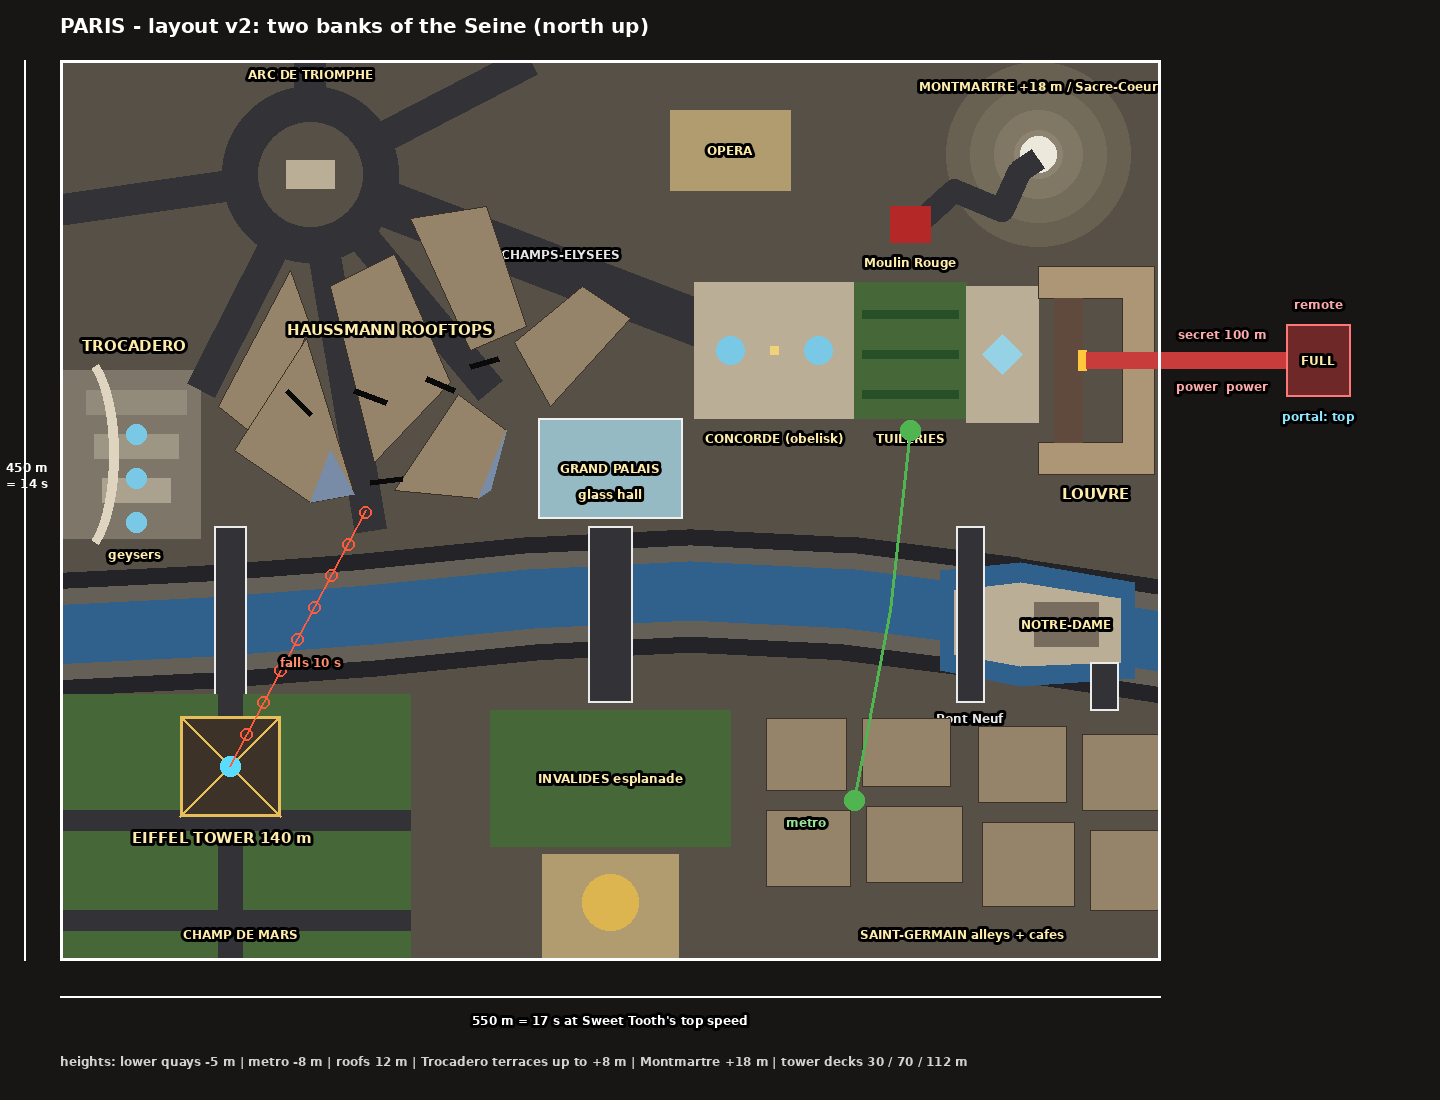 PARIS - layout v2: two banks of the Seine (north up)
ARC DE TRIOMPHE
MONTMARTRE +18 m / Sacre-Coeur
OPERA
CHAMPS-ELYSEES
Moulin Rouge
remote
HAUSSMANN ROOFTOPS
secret 100 m
TROCADERO
FULL
power power
portal: top
CONCORDE (obelisk)
TUILERIES
450 m
= 14 s
GRAND PALAIS
glass hall
LOUVRE
geysers
NOTRE-DAME
falls 10 s
Pont Neuf
INVALIDES esplanade
metro
EIFFEL TOWER 140 m
CHAMP DE MARS
SAINT-GERMAIN alleys + cafes
550 m = 17 s at Sweet Tooth's top speed
heights: lower quays -5 m | metro -8 m | roofs 12 m | Trocadero terraces up to +8 m | Montmartre +18 m | tower decks 30 / 70 / 112 m